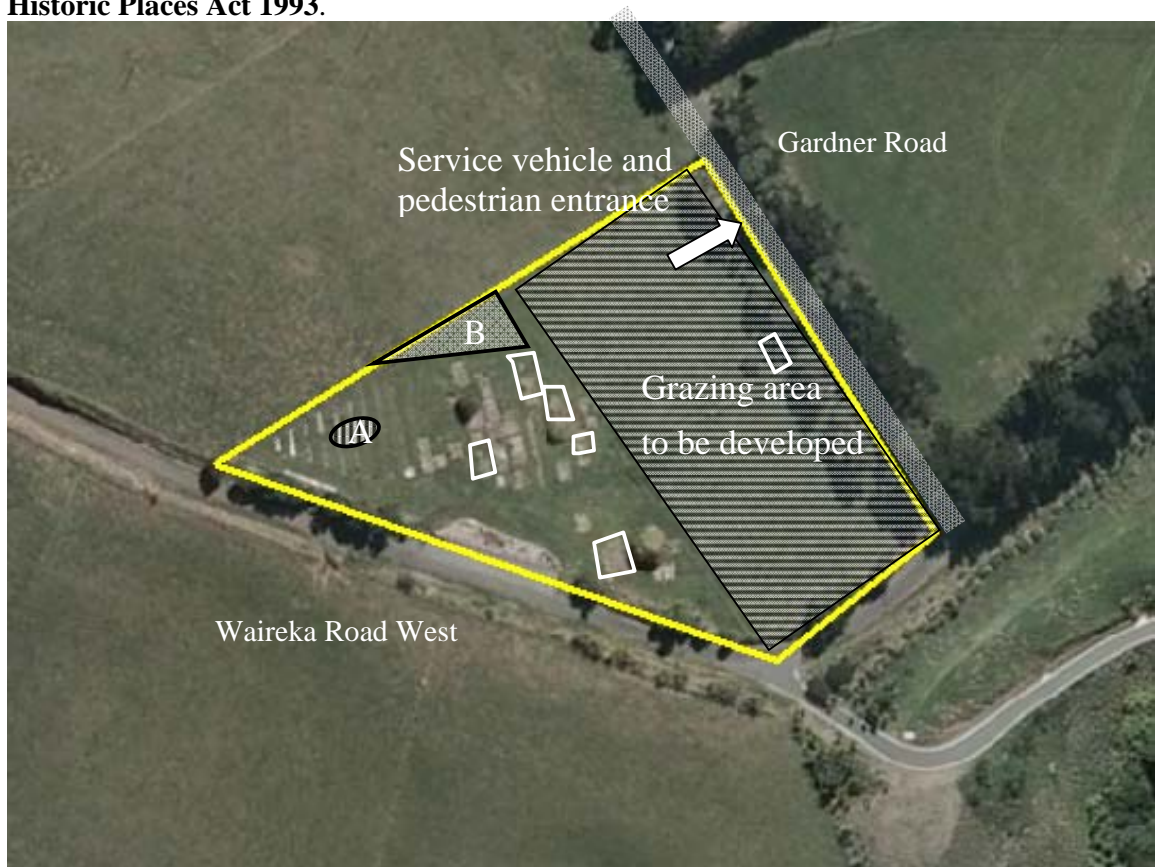 Historic Places Act 1993.
Gardner Road
Service vehicle and
pedestrian entrance
B
Grazing area
to be developed
A
Waireka Road West